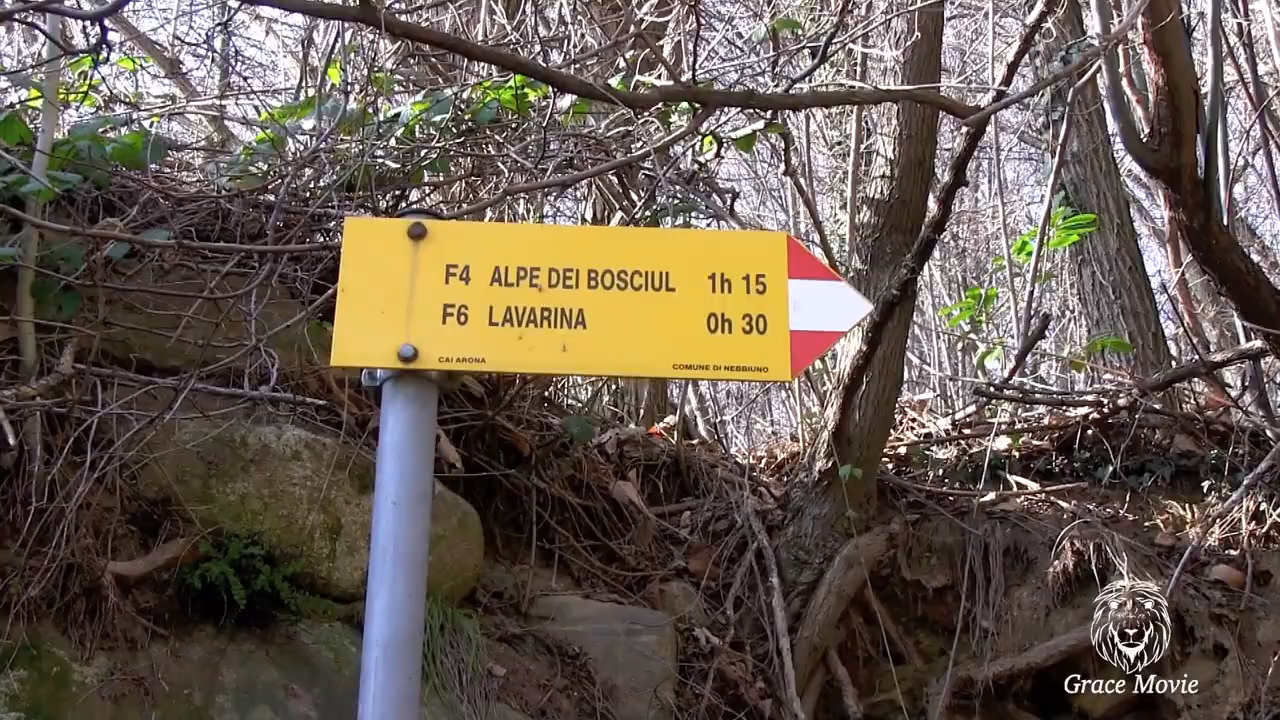 F4 ALPE DEI BOSCIUL 1h 15
F6 LAVARINA 0h 30
CAI ARONA COMUNE DI NEBBIUNO
Grace Movie